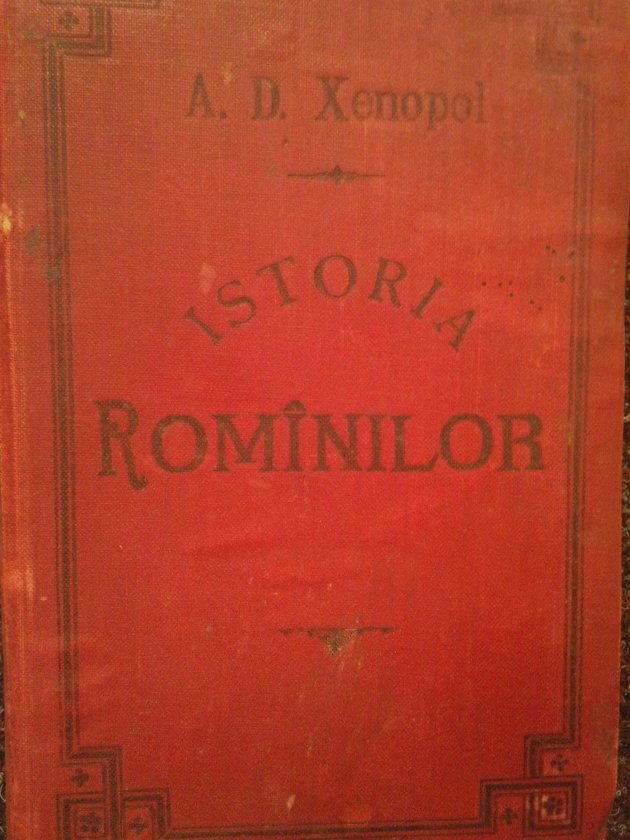 A. D. Xenopol
ISTORIA
ROMÎNILOR